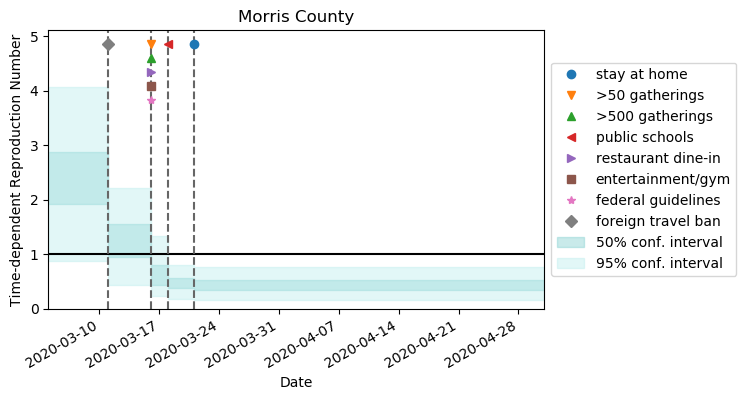 Morris County
Time-dependent Reproduction Number
5
4
3
2
1
0
2020-03-10
2020-03-17
2020-03-24
2020-03-31
2020-04-07
2020-04-14
2020-04-21
2020-04-28
Date
stay at home
>50 gatherings
>500 gatherings
public schools
restaurant dine-in
entertainment/gym
federal guidelines
foreign travel ban
50% conf. interval
95% conf. interval